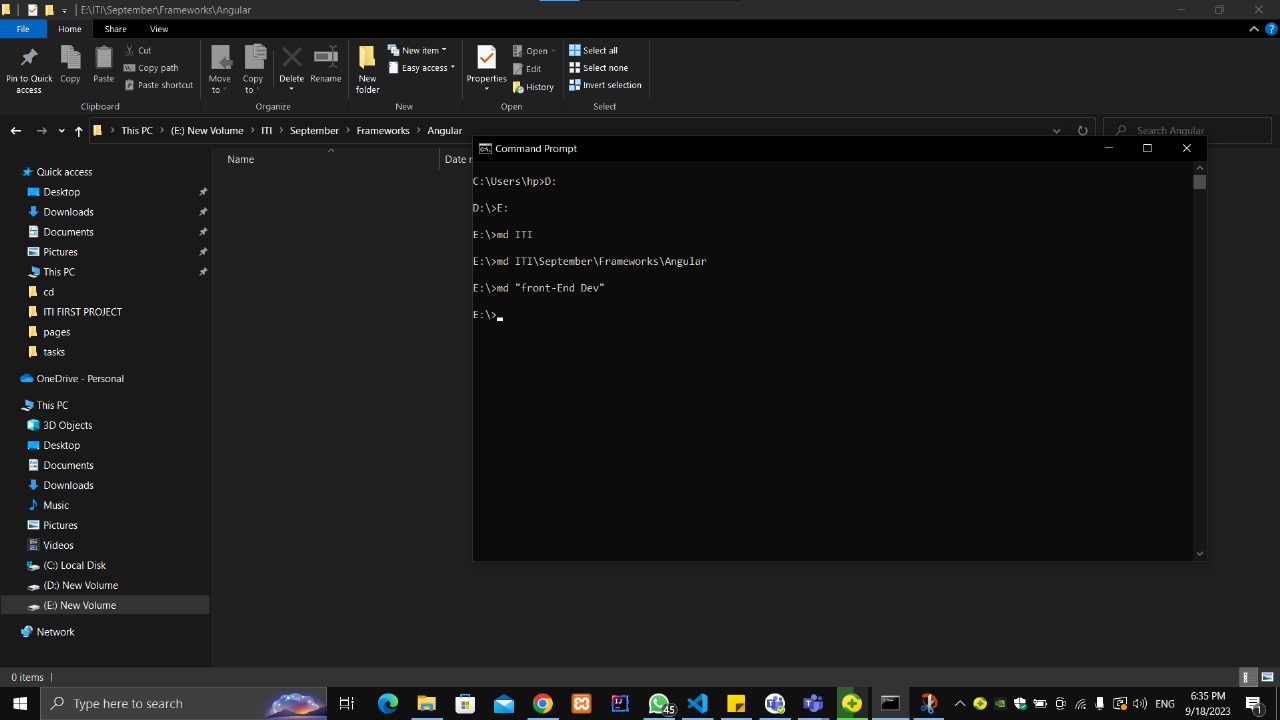 E:\ITI\September\Frameworks\Angular
File Home Share View
Pin to Quick access
Copy
Paste
Cut
Copy path
Paste shortcut
Move to
Copy to
Delete
Rename
New folder
New item
Easy access
Properties
Open
Edit
History
Select all
Select none
Invert selection
Clipboard Organize New Open Select
This PC > (E:) New Volume > ITI > September > Frameworks > Angular
Search Angular
Name
Date
Command Prompt
C:\Users\hp>D:
D:\>E:
E:\>md ITI
E:\>md ITI\September\Frameworks\Angular
E:\>md "front-End Dev"
E:\>
Quick access
Desktop
Downloads
Documents
Pictures
This PC
cd
ITI FIRST PROJECT
pages
tasks
OneDrive - Personal
This PC
3D Objects
Desktop
Documents
Downloads
Music
Pictures
Videos
(C:) Local Disk
(D:) New Volume
(E:) New Volume
Network
0 items
Type here to search
45
ENG
6:35 PM
9/18/2023
1